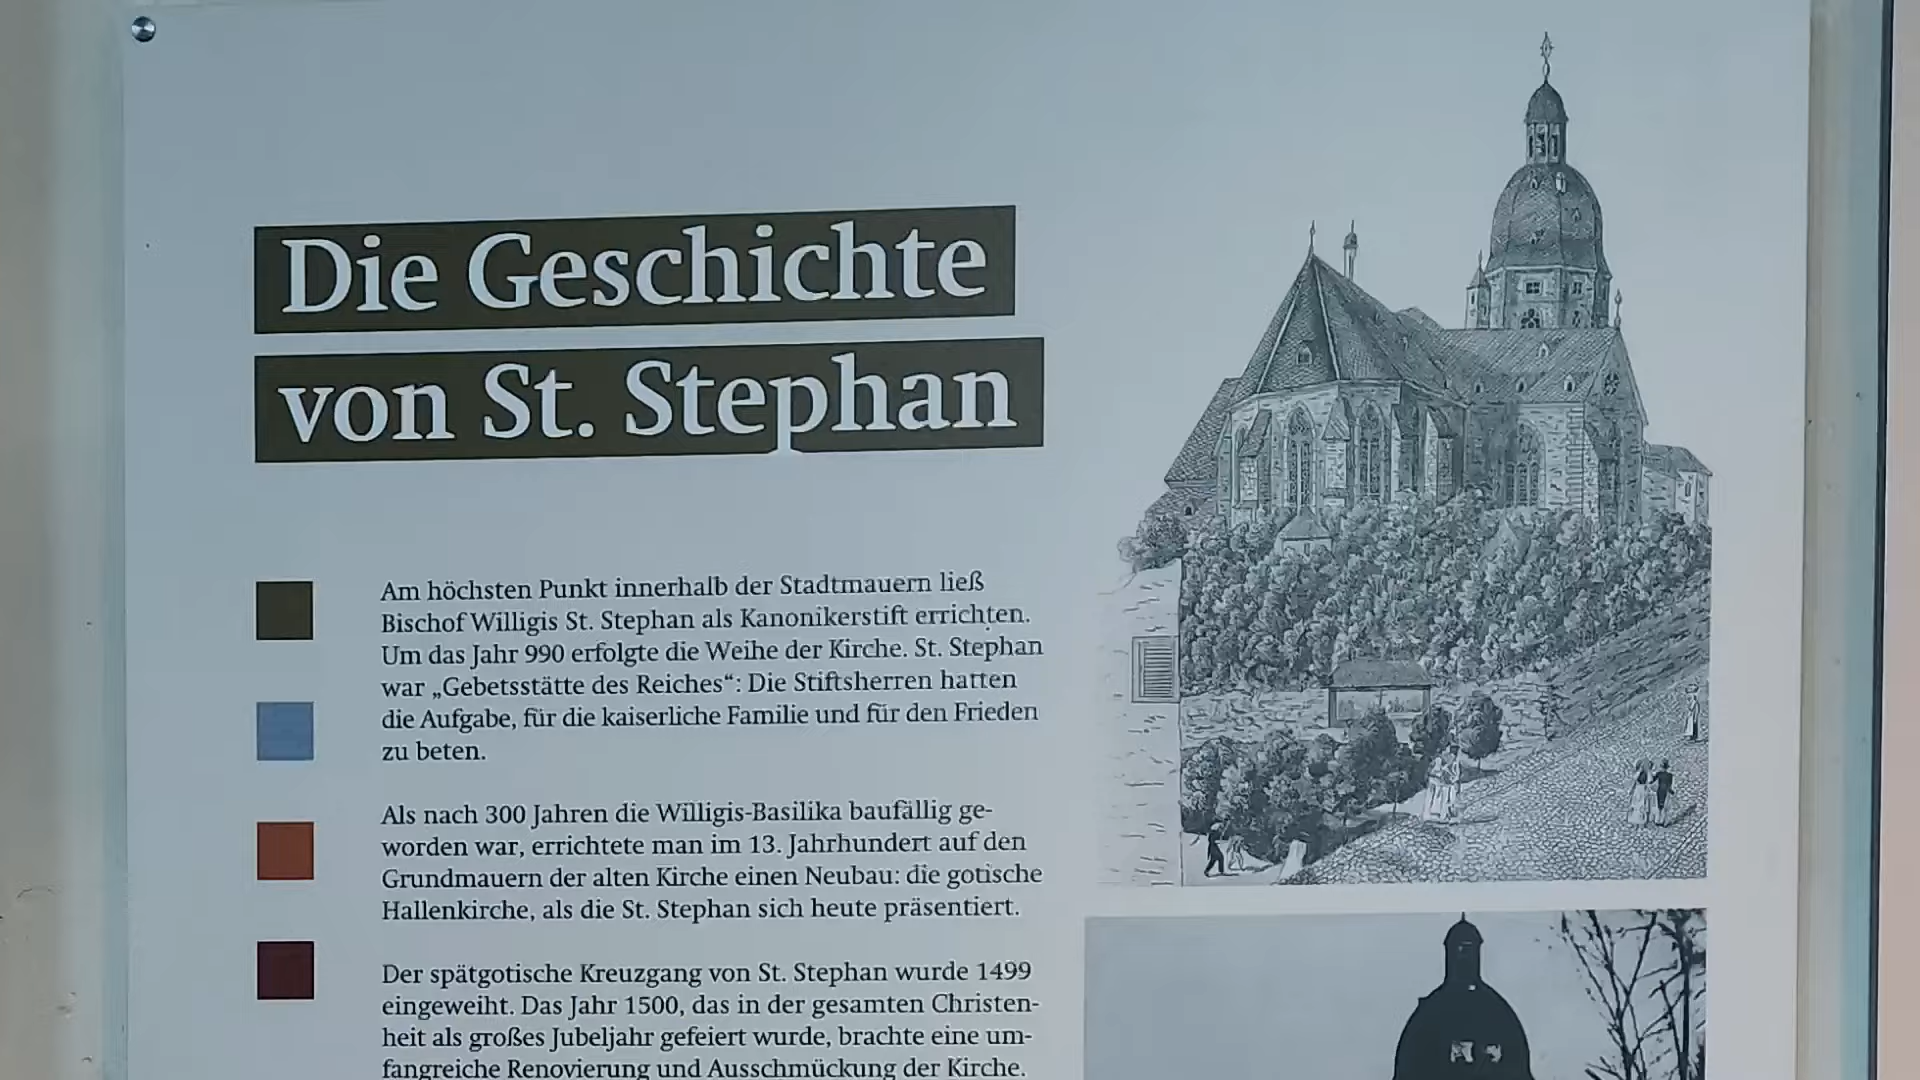 Die Geschichte
von St. Stephan
Am höchsten Punkt innerhalb der Stadtmauern ließ
Bischof Willigis St. Stephan als Kanonikerstift errichten.
Um das Jahr 990 erfolgte die Weihe der Kirche. St. Stephan
war „Gebetsstätte des Reiches“: Die Stiftsherren hatten
die Aufgabe, für die kaiserliche Familie und für den Frieden
zu beten.
Als nach 300 Jahren die Willigis-Basilika baufällig ge-
worden war, errichtete man im 13. Jahrhundert auf den
Grundmauern der alten Kirche einen Neubau: die gotische
Hallenkirche, als die St. Stephan sich heute präsentiert.
Der spätgotische Kreuzgang von St. Stephan wurde 1499
eingeweiht. Das Jahr 1500, das in der gesamten Christen-
heit als großes Jubeljahr gefeiert wurde, brachte eine um-
fangreiche Renovierung und Ausschmückung der Kirche.